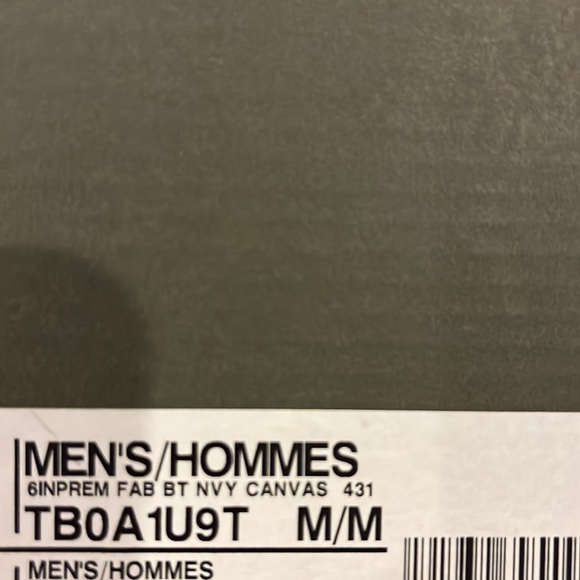 MEN'S/HOMMES
6INPREM FAB BT NVY CANVAS 431
TB0A1U9T M/M
MEN'S/HOMMES